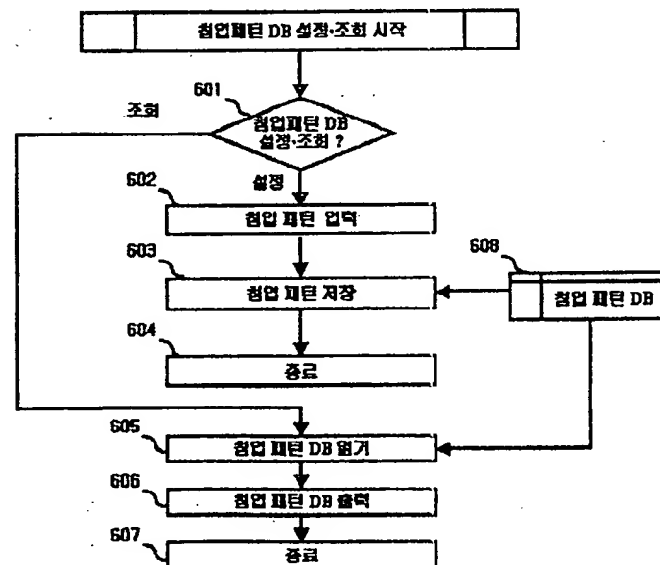 침입패턴 DB 설정·조회 시작
601
조회
침입패턴 DB
설정·조회 ?
설정
602
침입 패턴 입력
603
침입 패턴 저장
608
침입 패턴 DB
604
종료
605
침입 패턴 DB 읽기
606
침입 패턴 DB 출력
607
종료